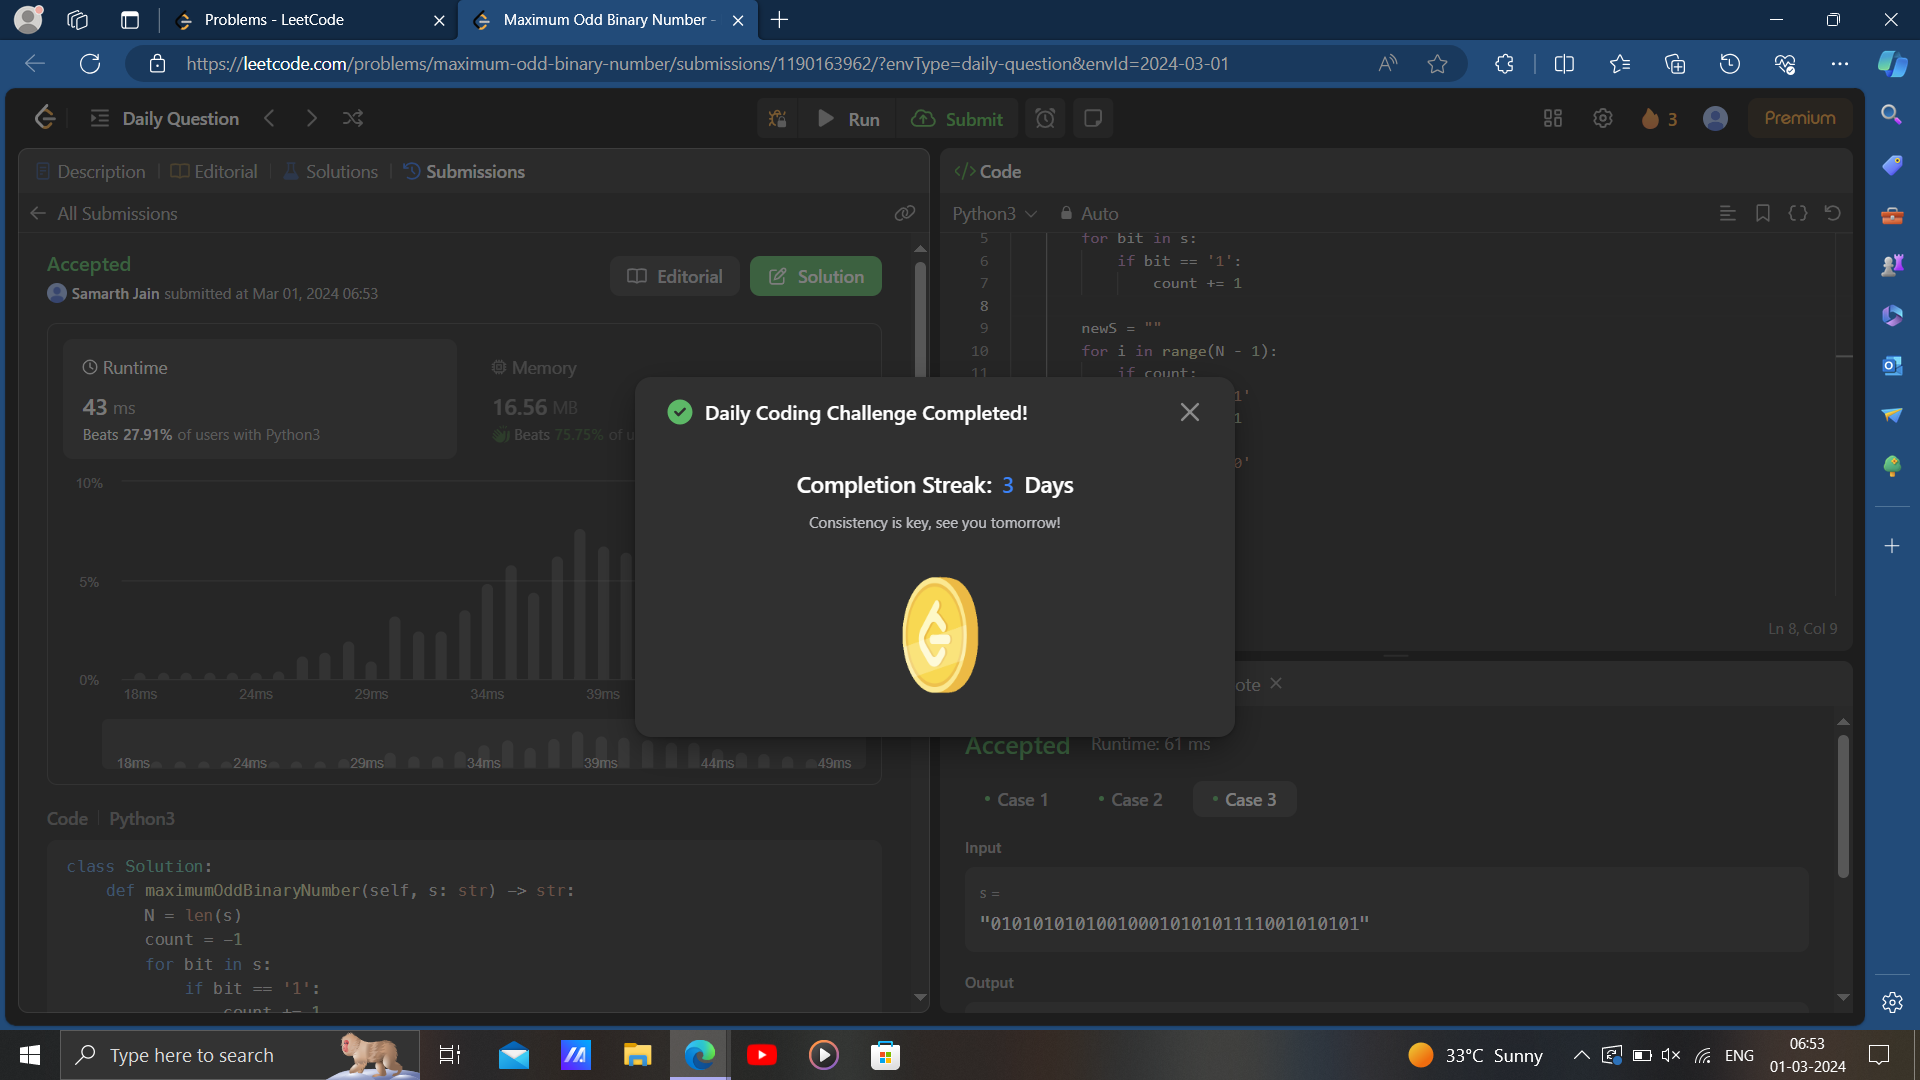 Problems - LeetCode
Maximum Odd Binary Number -
https://leetcode.com/problems/maximum-odd-binary-number/submissions/1190163962/?envType=daily-question&envId=2024-03-01
Daily Question
Run
Submit
3
Premium
Description
Editorial
Solutions
Submissions
All Submissions
Accepted
Samarth Jain submitted at Mar 01, 2024 06:53
Editorial
Solution
Runtime
43 ms
Beats 27.91% of users with Python3
Memory
16.56 MB
Beats 75.75% of u
10%
5%
0%
18ms 24ms 29ms 34ms 39ms
18ms 24ms 29ms 34ms 39ms 44ms 49ms
Code Python3
class Solution:
def maximumOddBinaryNumber(self, s: str) -> str:
N = len(s)
count = -1
for bit in s:
if bit == '1':
count += 1
</> Code
Python3
Auto
5 for bit in s:
6 if bit == '1':
7 count += 1
8
9 newS = ""
10 for i in range(N - 1):
11 if count:
1'
1
0'
Ln 8, Col 9
Daily Coding Challenge Completed!
Completion Streak: 3 Days
Consistency is key, see you tomorrow!
ote
Accepted Runtime: 61 ms
Case 1
Case 2
Case 3
Input
s =
"0101010101001000101010101111001010101"
Output
Type here to search
33°C Sunny
ENG
06:53
01-03-2024